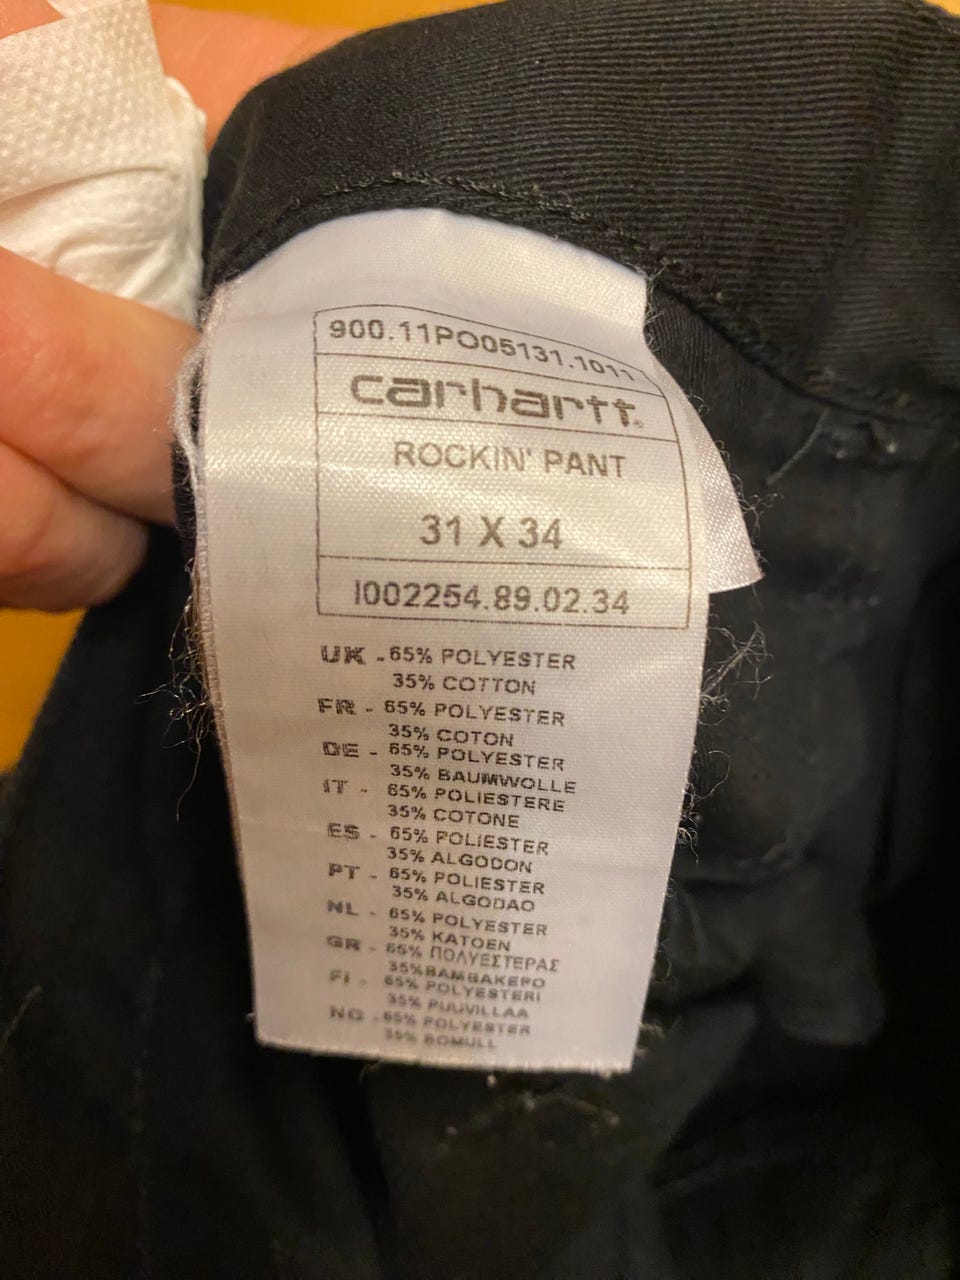 900.11PO05131.1011
carhartt®
ROCKIN' PANT
31 X 34
I002254.89.02.34
UK - 65% POLYESTER
35% COTTON
FR - 65% POLYESTER
35% COTON
DE - 65% POLYESTER
35% BAUMWOLLE
IT - 65% POLIESTERE
35% COTONE
ES - 65% POLIESTER
35% ALGODON
PT - 65% POLIESTER
35% ALGODAO
NL - 65% POLYESTER
35% KATOEN
GR - 65% ΠΟΛΥΕΣΤΕΡΑΣ
35%BAMBAKEPO
FI - 65% POLYESTERI
35% PUUVILLAA
NO - 65% POLYESTER
35% BOMULL